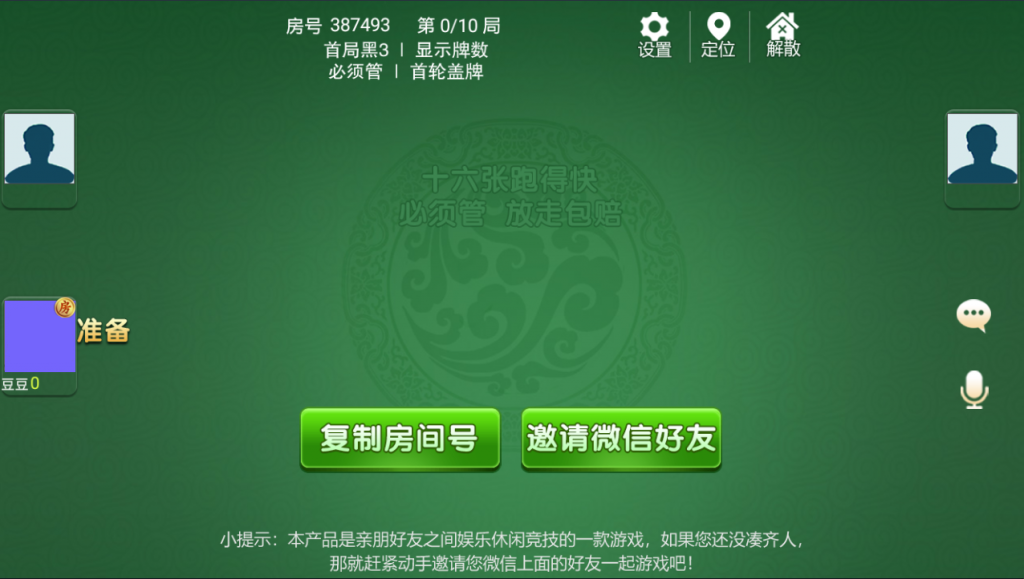 房号 387493 第 0/10 局
首局黑3 | 显示牌数
必须管 | 首轮盖牌
设置
定位
解散
十六张跑得快
必须管 放走包赔
房
准备
豆豆0
复制房间号
邀请微信好友
小提示：本产品是亲朋好友之间娱乐休闲竞技的一款游戏，如果您还没凑齐人，
那就赶紧动手邀请您微信上面的好友一起游戏吧！